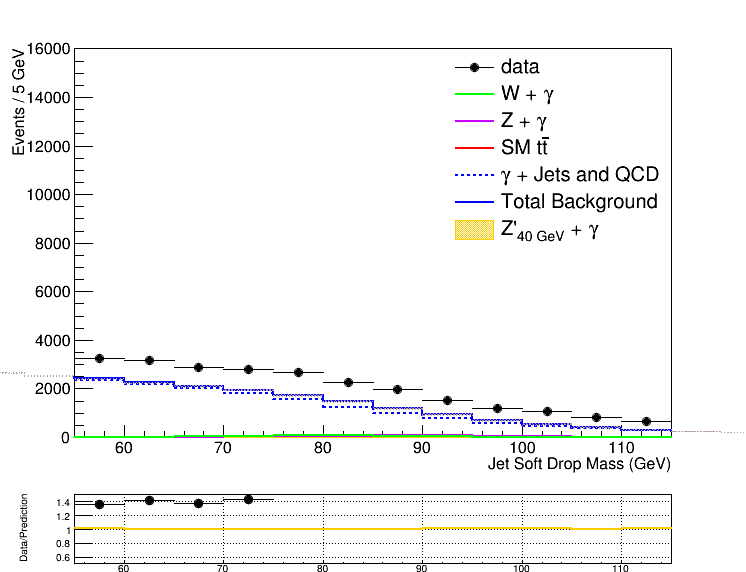 Events / 5 GeV
16000
14000
12000
10000
8000
6000
4000
2000
0
data
W + γ
Z + γ
SM tt̄
γ + Jets and QCD
Total Background
Z'40 GeV + γ
60 70 80 90 100 110
Jet Soft Drop Mass (GeV)
Data/Prediction
1.4
1.2
1
0.8
0.6
60 70 80 90 100 110